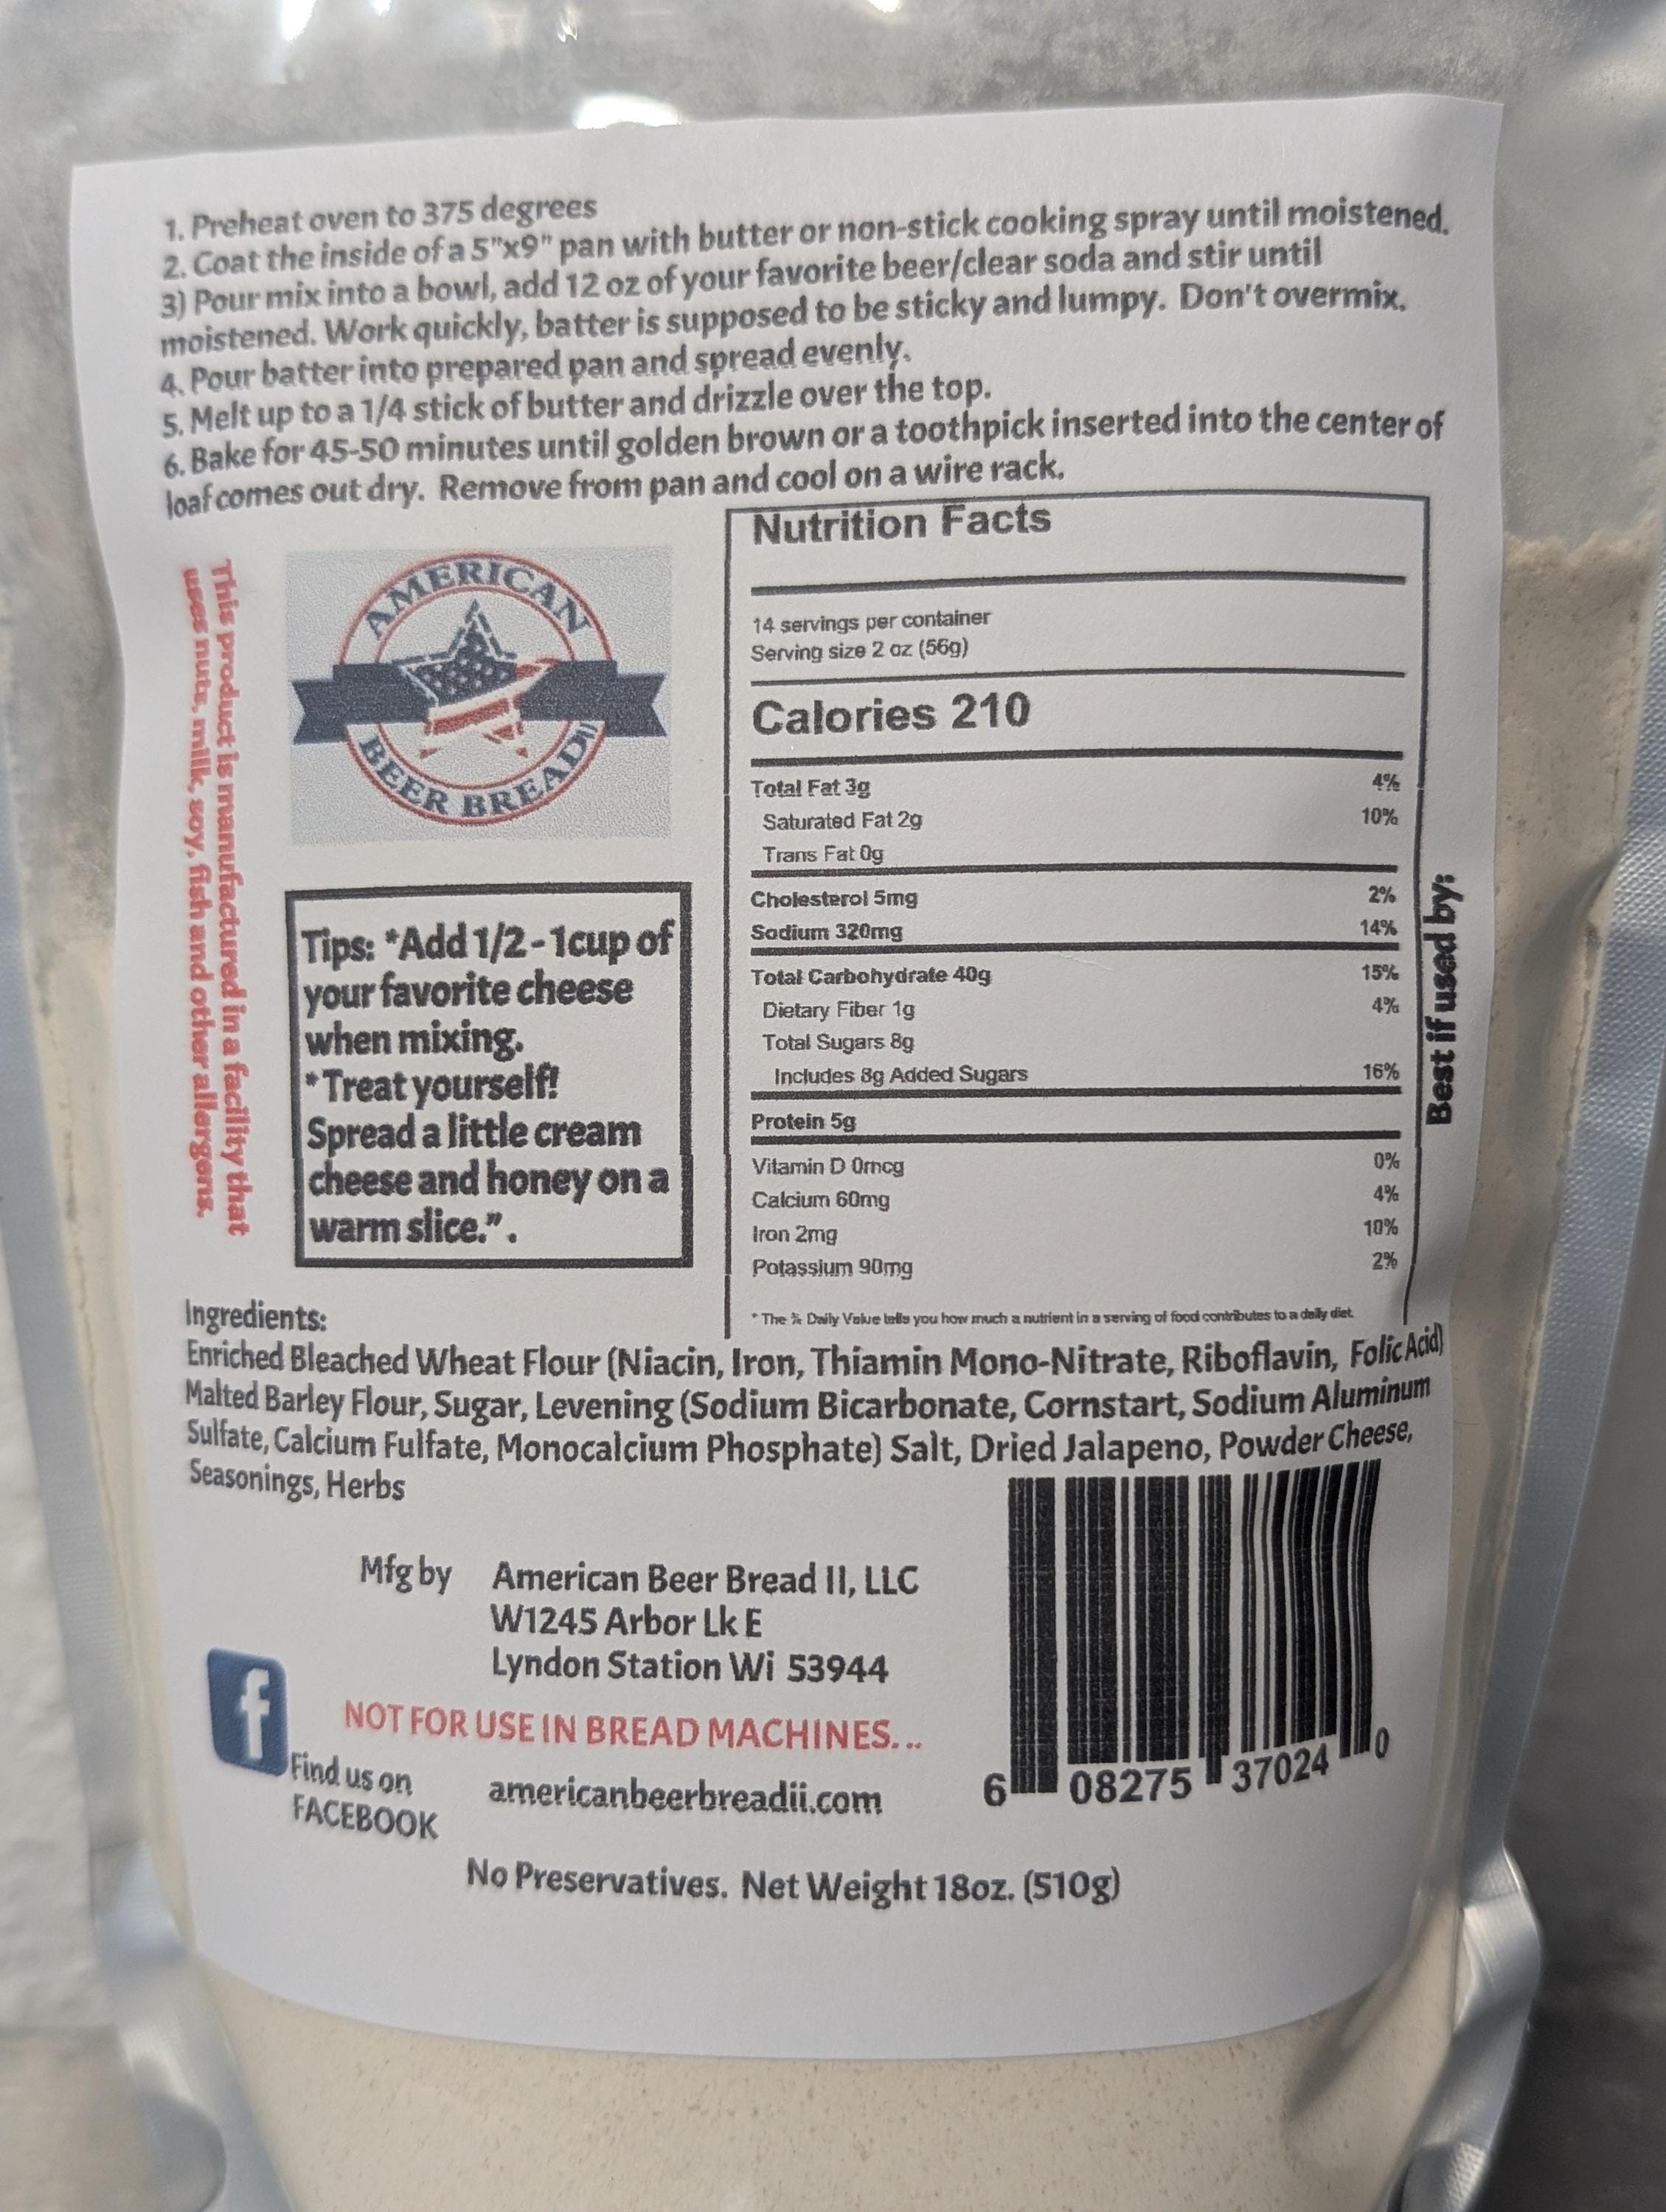 1. Preheat oven to 375 degrees
2. Coat the inside of a 5"x9" pan with butter or non-stick cooking spray until moistened.
3) Pour mix into a bowl, add 12 oz of your favorite beer/clear soda and stir until
moistened. Work quickly, batter is supposed to be sticky and lumpy. Don't overmix.
4. Pour batter into prepared pan and spread evenly.
5. Melt up to a 1/4 stick of butter and drizzle over the top.
6. Bake for 45-50 minutes until golden brown or a toothpick inserted into the center of
loaf comes out dry. Remove from pan and cool on a wire rack.
This product is manufactured in a facility that
uses nuts, milk, soy, fish and other allergens.
AMERICAN
BEER BREAD II
Tips: *Add 1/2 - 1cup of
your favorite cheese
when mixing.
*Treat yourself!
Spread a little cream
cheese and honey on a
warm slice.".
Nutrition Facts
14 servings per container
Serving size 2 oz (56g)
Calories 210
Total Fat 3g 4%
Saturated Fat 2g 10%
Trans Fat 0g
Cholesterol 5mg 2%
Sodium 320mg 14%
Total Carbohydrate 40g 15%
Dietary Fiber 1g 4%
Total Sugars 8g
Includes 8g Added Sugars 16%
Protein 5g
Vitamin D 0mcg 0%
Calcium 60mg 4%
Iron 2mg 10%
Potassium 90mg 2%
* The % Daily Value tells you how much a nutrient in a serving of food contributes to a daily diet.
Best if used by:
Ingredients:
Enriched Bleached Wheat Flour (Niacin, Iron, Thiamin Mono-Nitrate, Riboflavin, Folic Acid)
Malted Barley Flour, Sugar, Levening (Sodium Bicarbonate, Cornstart, Sodium Aluminum
Sulfate, Calcium Fulfate, Monocalcium Phosphate) Salt, Dried Jalapeno, Powder Cheese,
Seasonings, Herbs
Mfg by American Beer Bread II, LLC
W1245 Arbor Lk E
Lyndon Station Wi 53944
NOT FOR USE IN BREAD MACHINES...
f
Find us on
FACEBOOK
americanbeerbreadii.com
6 08275 37024 0
No Preservatives. Net Weight 18oz. (510g)